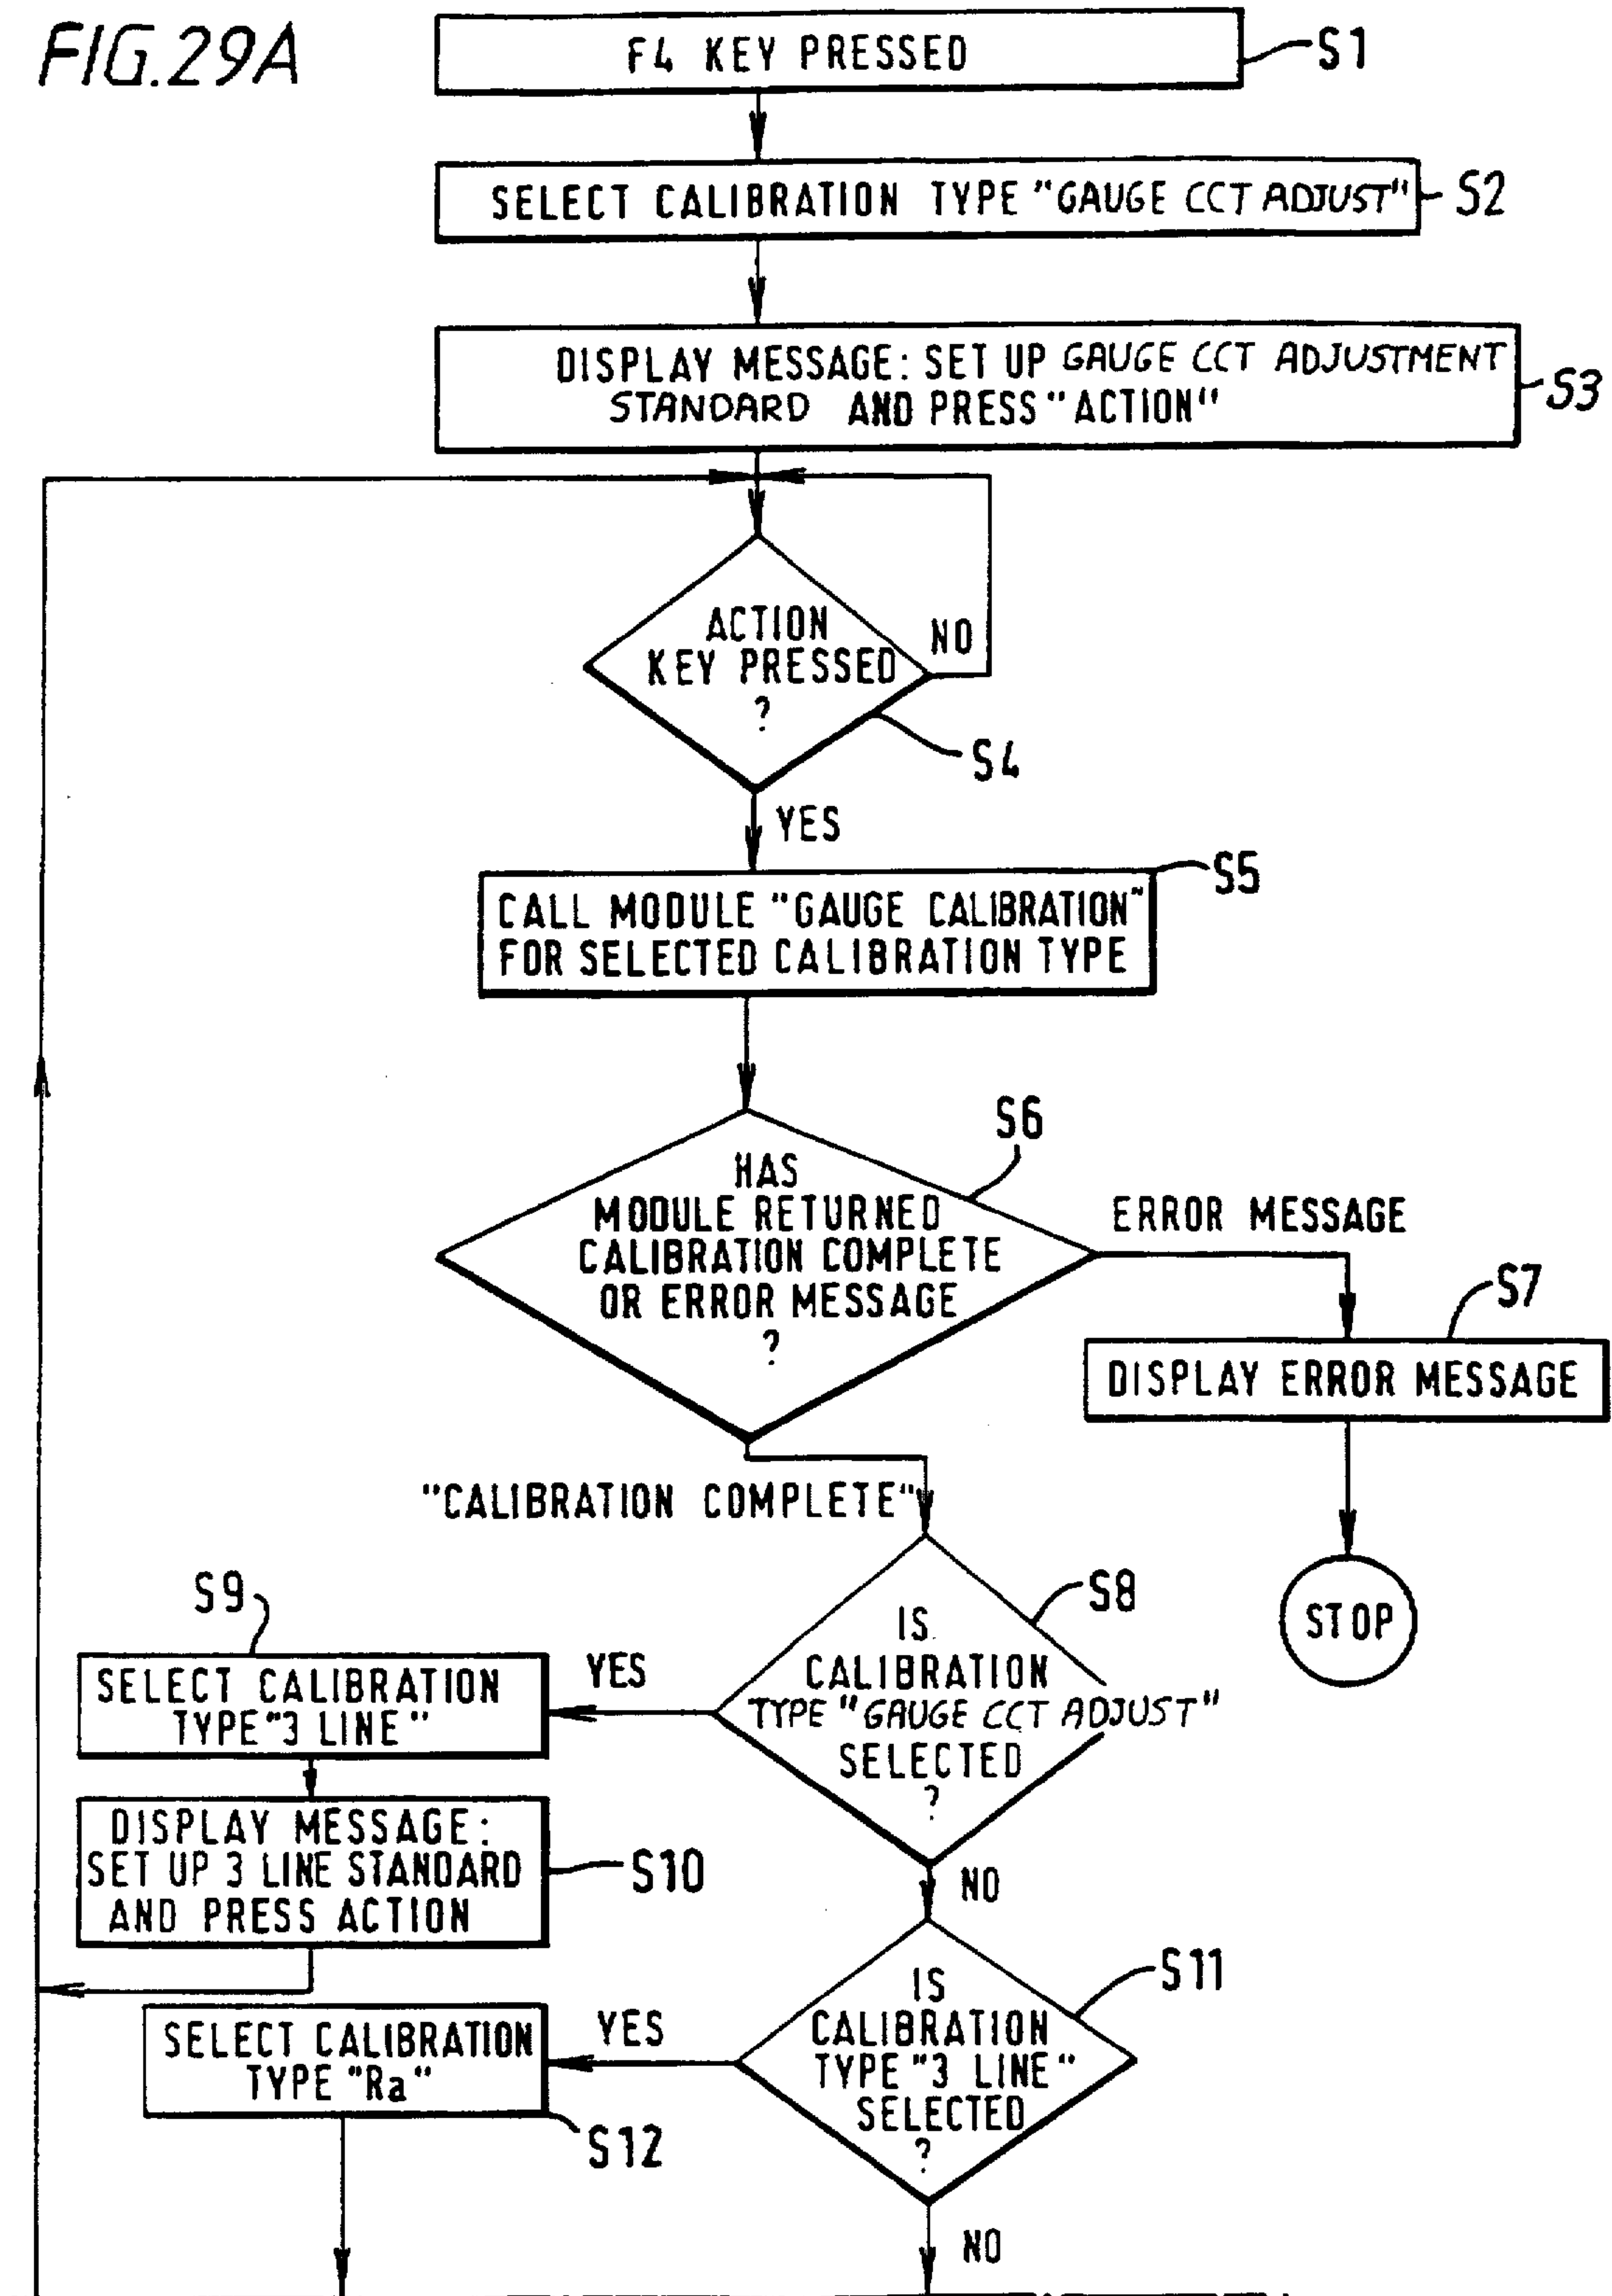 FIG.29A
F4 KEY PRESSED
S1
SELECT CALIBRATION TYPE "GAUGE CCT ADJUST"
S2
DISPLAY MESSAGE: SET UP GAUGE CCT ADJUSTMENT
STANDARD AND PRESS "ACTION"
S3
ACTION
KEY PRESSED
?
NO
S4
YES
S5
CALL MODULE "GAUGE CALIBRATION"
FOR SELECTED CALIBRATION TYPE
S6
HAS
MODULE RETURNED
CALIBRATION COMPLETE
OR ERROR MESSAGE
?
ERROR MESSAGE
S7
DISPLAY ERROR MESSAGE
STOP
"CALIBRATION COMPLETE"
S8
IS
CALIBRATION
TYPE "GAUGE CCT ADJUST"
SELECTED
?
YES
S9
SELECT CALIBRATION
TYPE "3 LINE"
DISPLAY MESSAGE:
SET UP 3 LINE STANDARD
AND PRESS ACTION
S10
NO
S11
IS
CALIBRATION
TYPE "3 LINE"
SELECTED
?
YES
SELECT CALIBRATION
TYPE "Ra"
S12
NO